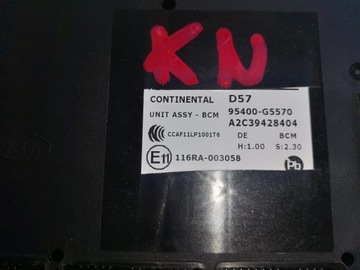 KN
CONTINENTAL D57
UNIT ASSY - BCM 95400-G5570
A2C39428404
CCAF11LP1001T6 DE BCM
H:1.00 S:2.30
E11 116RA-003058
Pb